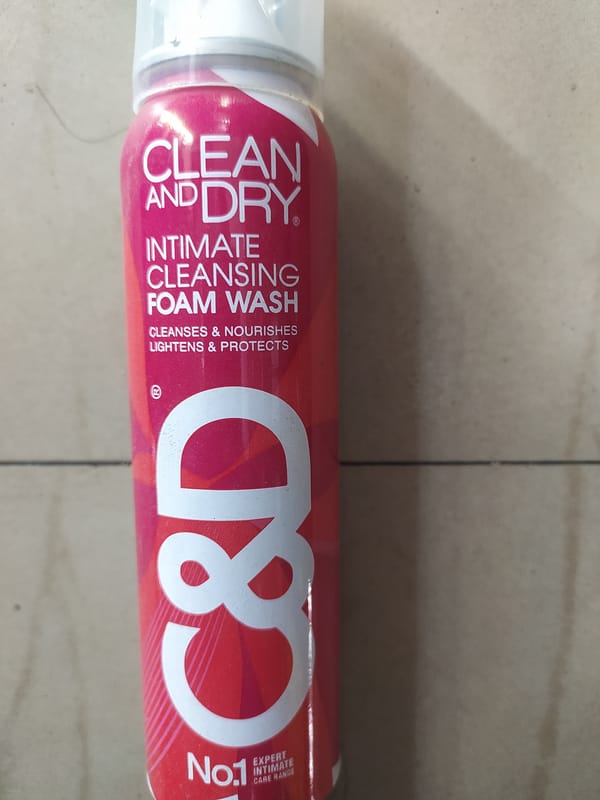 CLEAN
AND DRY®
INTIMATE
CLEANSING
FOAM WASH
CLEANSES & NOURISHES
LIGHTENS & PROTECTS
C&D®
No.1 EXPERT
INTIMATE
CARE RANGE